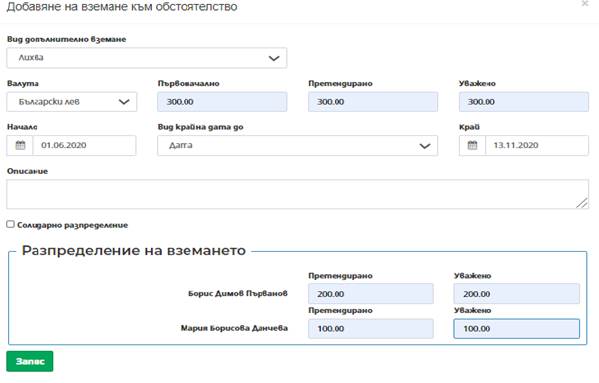 Добавяне на вземане към обстоятелство
Вид допълнително вземане
Лихва
Валута Първоначално Претендирано Уважено
Български лев 300.00 300.00 300.00
Начало Вид крайна дата до Край
01.06.2020 Дата 13.11.2020
Описание
Солидарно разпределение
Разпределение на вземането
Претендирано Уважено
Борис Димов Първанов 200.00 200.00
Претендирано Уважено
Мария Борисова Данчева 100.00 100.00
Запис